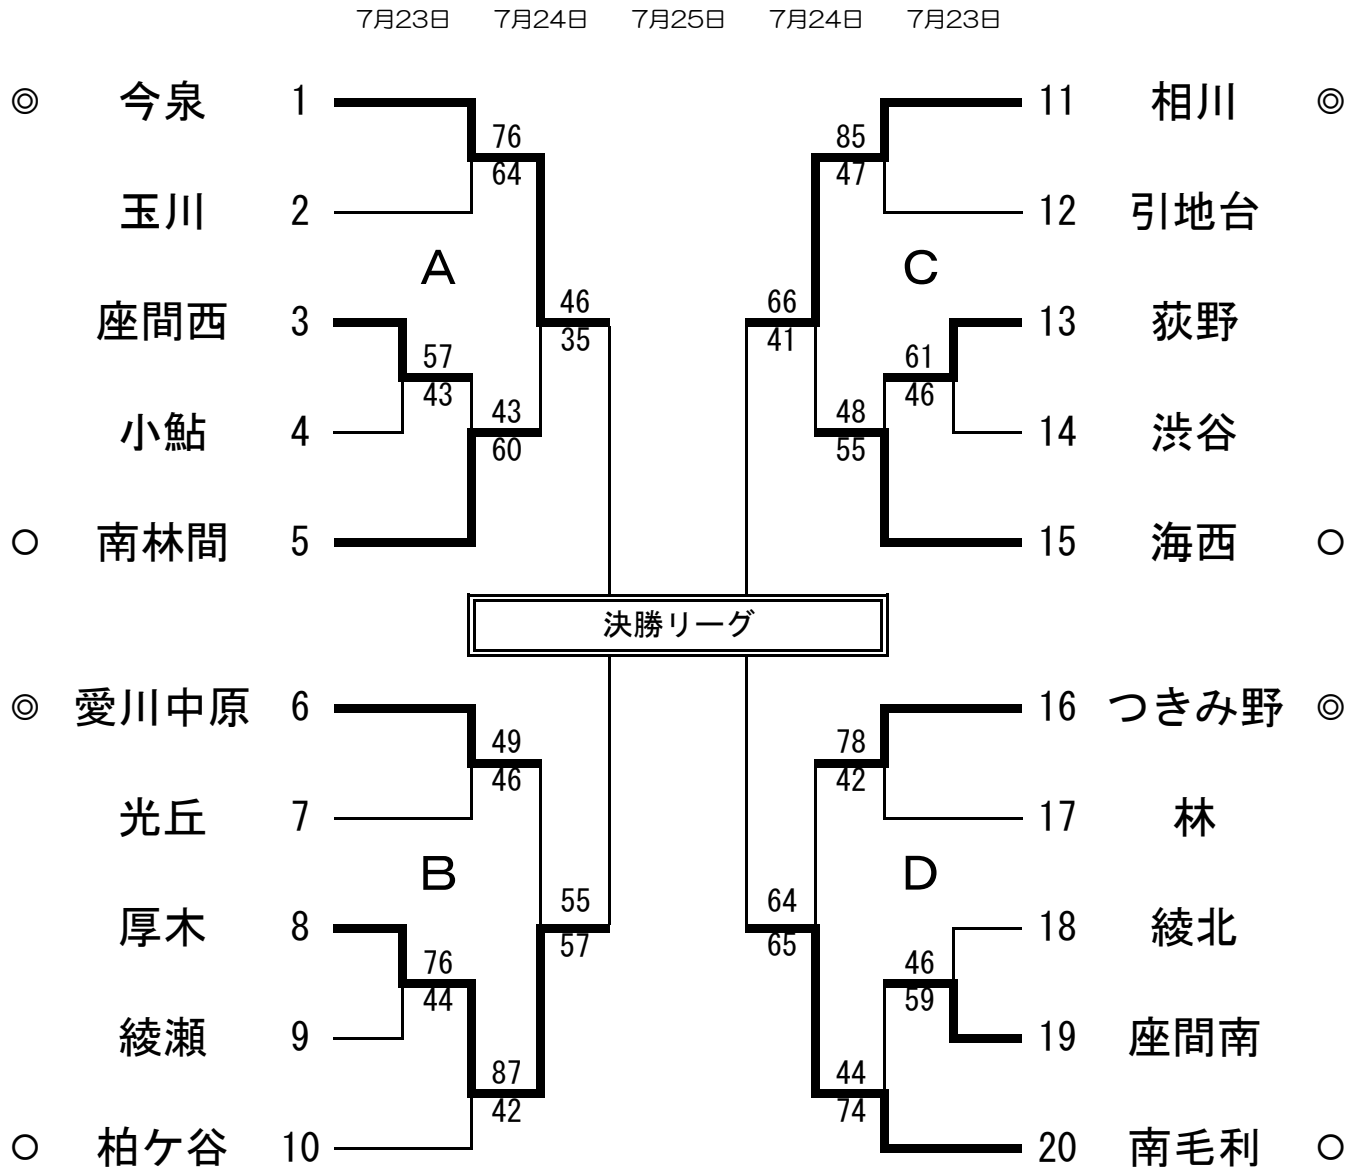 7月23日 7月24日 7月25日 7月24日 7月23日
◎ 今泉 1 11 相川 ◎
76 85
64 47
玉川 2 12 引地台
A C
46 66
座間西 3 13 荻野
35 41
57 61
43 46
43 48
小鮎 4 14 渋谷
60 55
○ 南林間 5 15 海西 ○
決勝リーグ
◎ 愛川中原 6 16 つきみ野 ◎
49 78
46 42
光丘 7 17 林
B D
55 64
厚木 8 18 綾北
57 65
76 46
44 59
綾瀬 9 19 座間南
87 44
42 74
○ 柏ケ谷 10 20 南毛利 ○